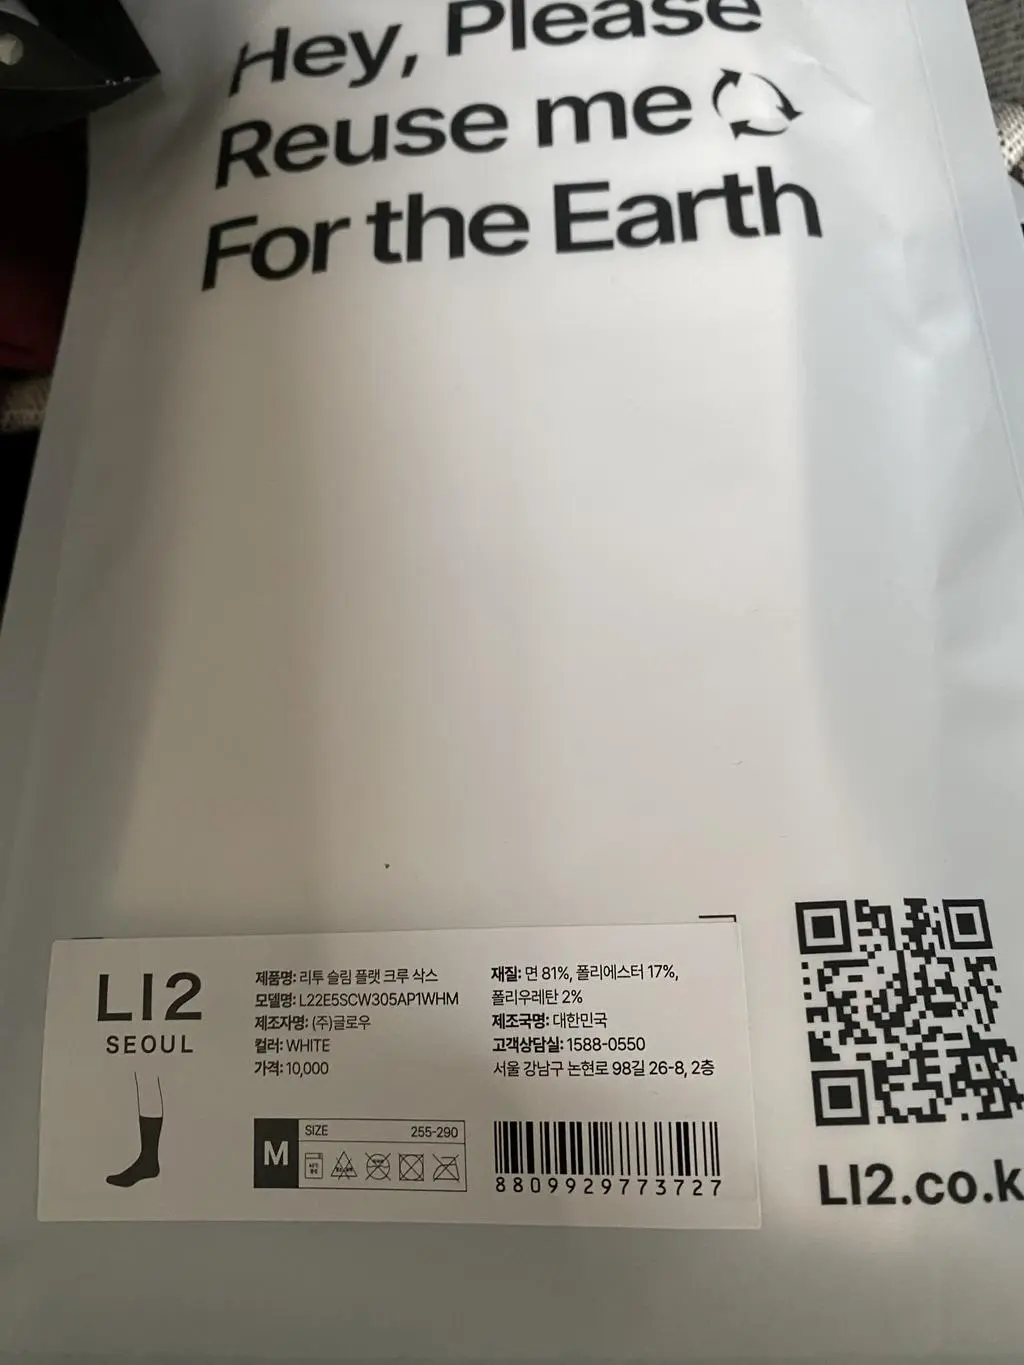 Hey, Please
Reuse me
For the Earth
LI2
SEOUL
제품명: 리투 슬림 플랫 크루 삭스
모델명: L22E5SCW305AP1WHM
제조자명: (주)글로우
컬러: WHITE
가격: 10,000
재질: 면 81%, 폴리에스터 17%,
폴리우레탄 2%
제조국명: 대한민국
고객상담실: 1588-0550
서울 강남구 논현로 98길 26-8, 2층
M
SIZE 255-290
8809929773727
LI2.co.k